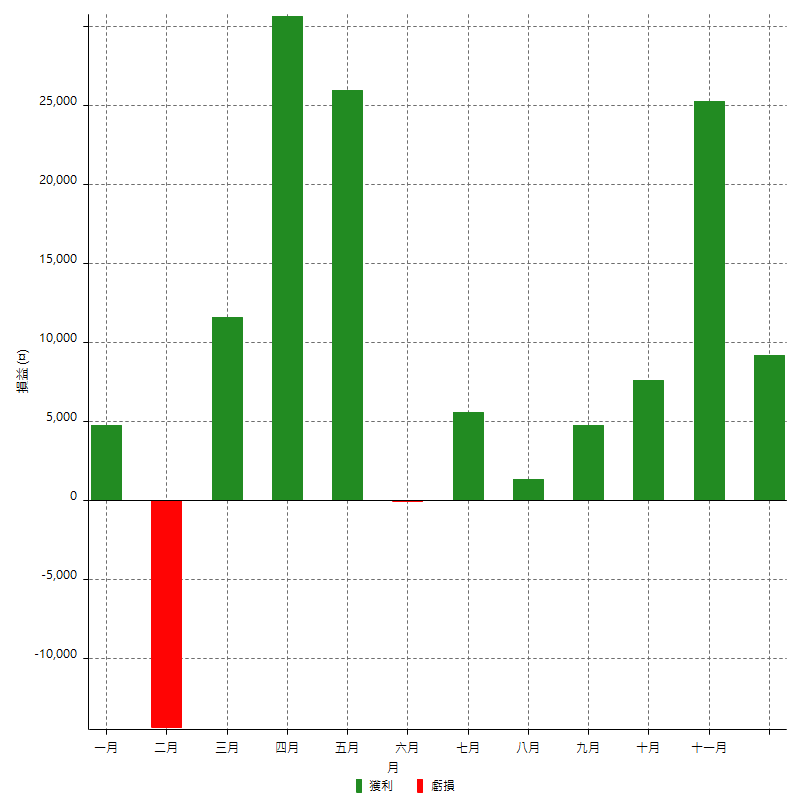 25,000
20,000
15,000
10,000
5,000
0
-5,000
-10,000
損益 (¤)
一月 二月 三月 四月 五月 六月 七月 八月 九月 十月 十一月
月
獲利 虧損